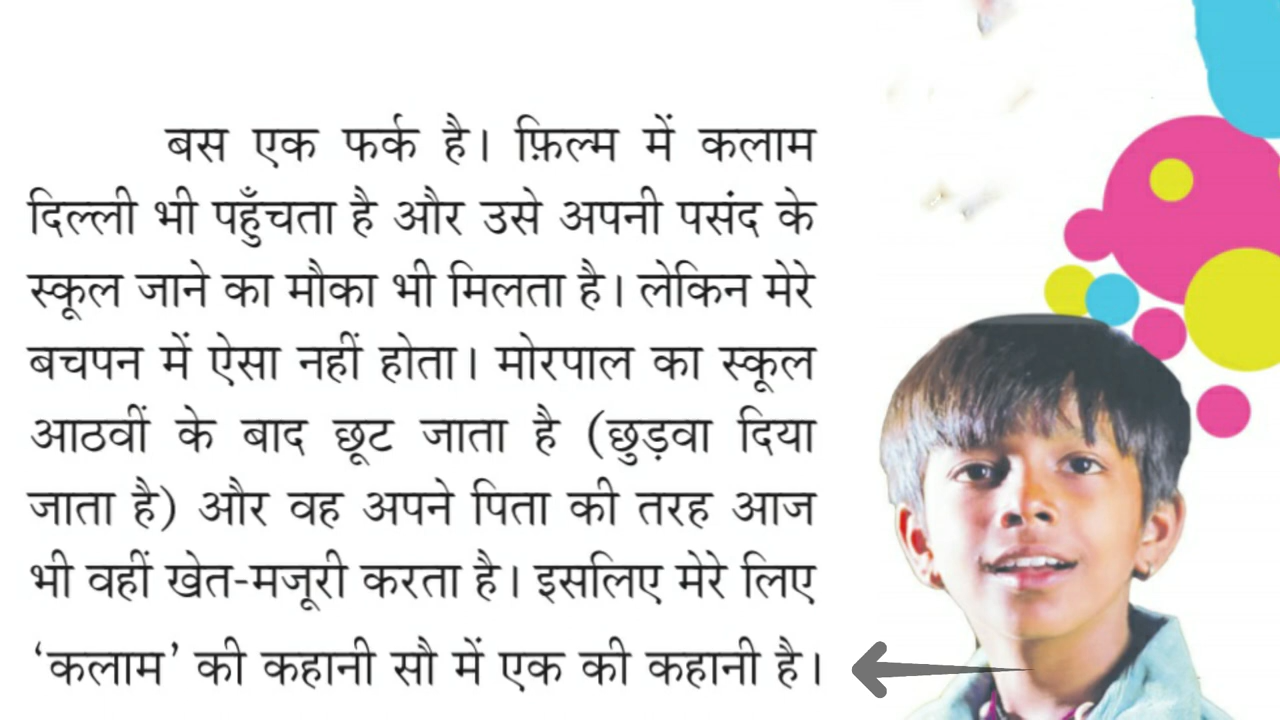 बस एक फर्क है। फ़िल्म में कलाम
दिल्ली भी पहुँचता है और उसे अपनी पसंद के
स्कूल जाने का मौका भी मिलता है। लेकिन मेरे
बचपन में ऐसा नहीं होता। मोरपाल का स्कूल
आठवीं के बाद छूट जाता है (छुड़वा दिया
जाता है) और वह अपने पिता की तरह आज
भी वहीं खेत-मजूरी करता है। इसलिए मेरे लिए
‘कलाम’ की कहानी सौ में एक की कहानी है।